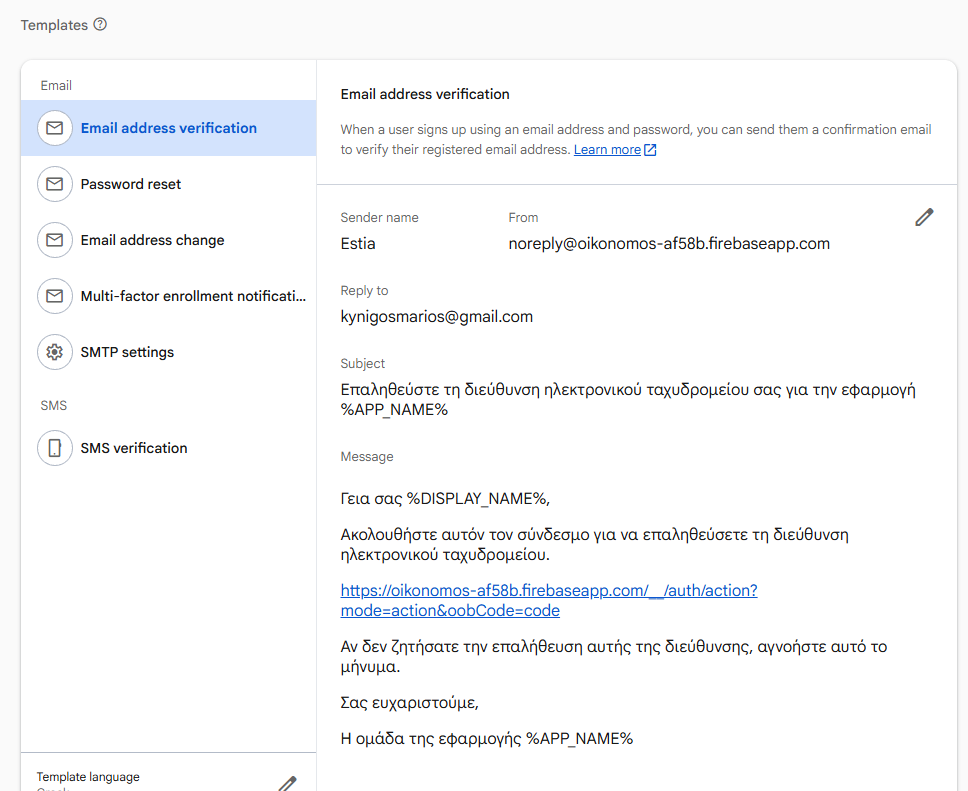 Templates
Email
Email address verification
Password reset
Email address change
Multi-factor enrollment notificati...
SMTP settings
SMS
SMS verification
Template language
Email address verification
When a user signs up using an email address and password, you can send them a confirmation email
to verify their registered email address. Learn more
Sender name
From
Estia
noreply@oikonomos-af58b.firebaseapp.com
Reply to
kynigosmarios@gmail.com
Subject
Επαληθεύστε τη διεύθυνση ηλεκτρονικού ταχυδρομείου σας για την εφαρμογή
%APP_NAME%
Message
Γεια σας %DISPLAY_NAME%,
Ακολουθήστε αυτόν τον σύνδεσμο για να επαληθεύσετε τη διεύθυνση
ηλεκτρονικού ταχυδρομείου.
https://oikonomos-af58b.firebaseapp.com/__/auth/action?
mode=action&oobCode=code
Αν δεν ζητήσατε την επαλήθευση αυτής της διεύθυνσης, αγνοήστε αυτό το
μήνυμα.
Σας ευχαριστούμε,
Η ομάδα της εφαρμογής %APP_NAME%